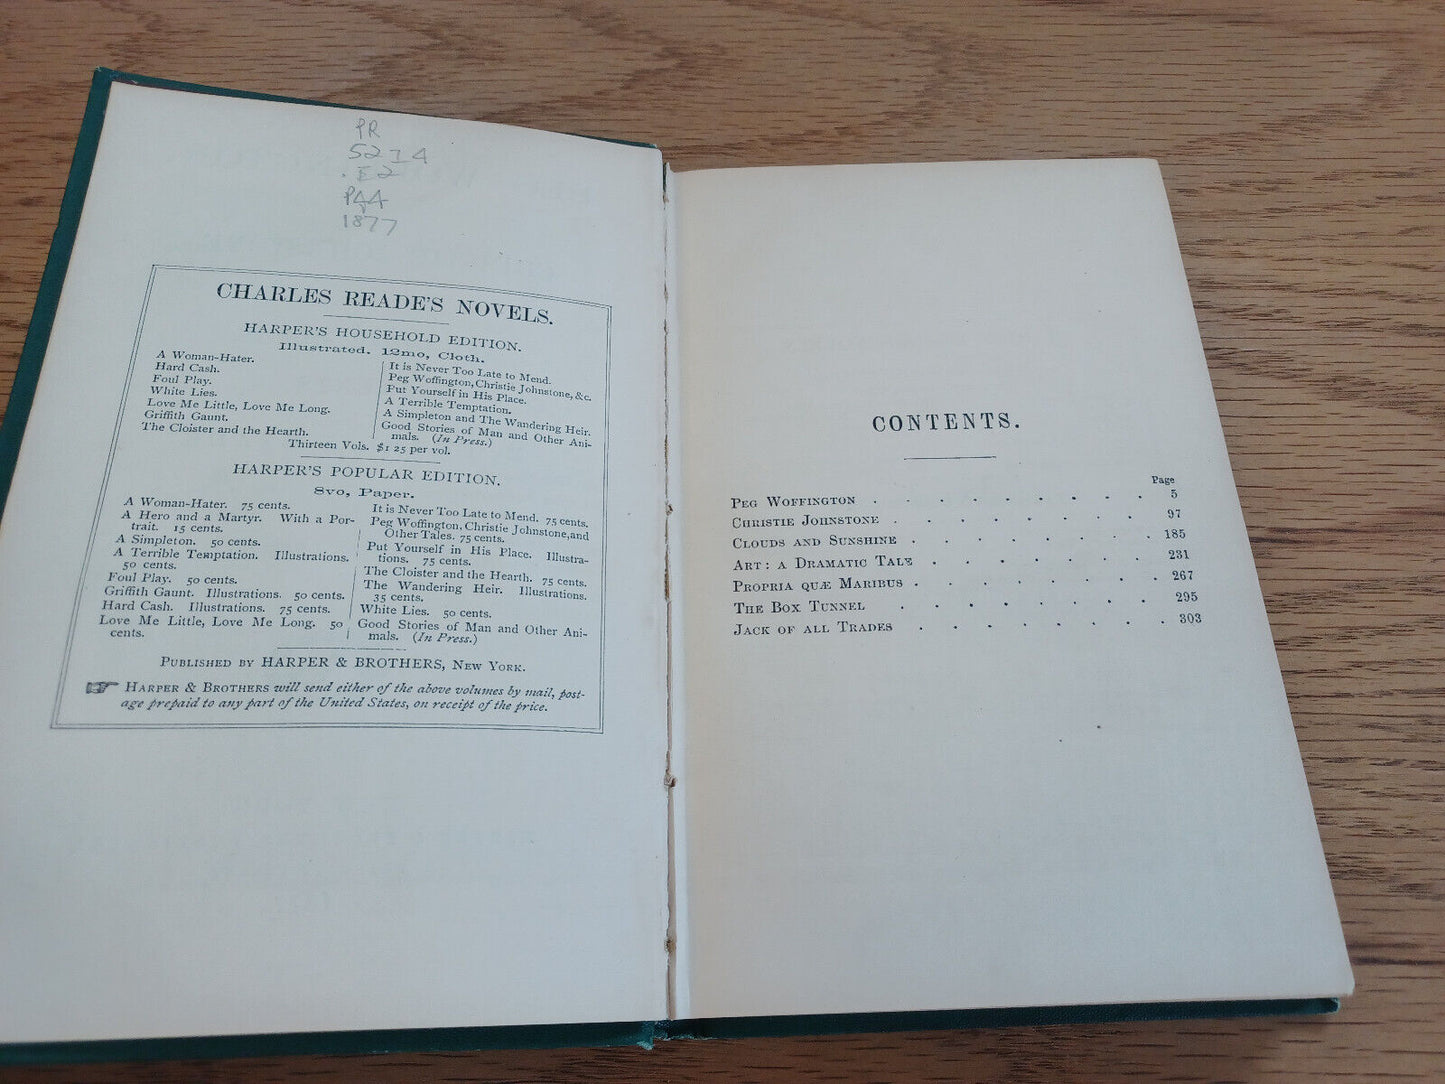 PR
5214
.E2
1877
CHARLES READE'S NOVELS.
HARPER'S HOUSEHOLD EDITION.
Illustrated. 12mo, Cloth.
A Woman-Hater.
Hard Cash.
Foul Play.
White Lies.
Love Me Little, Love Me Long.
Griffith Gaunt.
The Cloister and the Hearth.
It is Never Too Late to Mend.
Peg Woffington, Christie Johnstone, &c.
Put Yourself in His Place.
A Terrible Temptation.
A Simpleton and The Wandering Heir.
Good Stories of Man and Other Ani-
mals. (In Press.)
Thirteen Vols. $1 25 per vol.
HARPER'S POPULAR EDITION.
8vo, Paper.
A Woman-Hater. 75 cents.
A Hero and a Martyr. With a Por-
trait. 15 cents.
A Simpleton. 50 cents.
A Terrible Temptation. Illustrations.
50 cents.
Foul Play. 50 cents.
Griffith Gaunt. Illustrations. 50 cents.
Hard Cash. Illustrations. 75 cents.
Love Me Little, Love Me Long. 50
cents.
It is Never Too Late to Mend. 75 cents.
Peg Woffington, Christie Johnstone, and
Other Tales. 75 cents.
Put Yourself in His Place. Illustra-
tions. 75 cents.
The Cloister and the Hearth. 75 cents.
The Wandering Heir. Illustrations.
35 cents.
White Lies. 50 cents.
Good Stories of Man and Other Ani-
mals. (In Press.)
Published by HARPER & BROTHERS, New York.
☞ Harper & Brothers will send either of the above volumes by mail, post-
age prepaid to any part of the United States, on receipt of the price.
CONTENTS.
Page
Peg Woffington . . . . . . . . . 5
Christie Johnstone . . . . . . . . 97
Clouds and Sunshine . . . . . . . . 185
Art: a Dramatic Tale . . . . . . . 231
Propria quæ Maribus . . . . . . . . 267
The Box Tunnel . . . . . . . . 295
Jack of all Trades . . . . . . . . 303